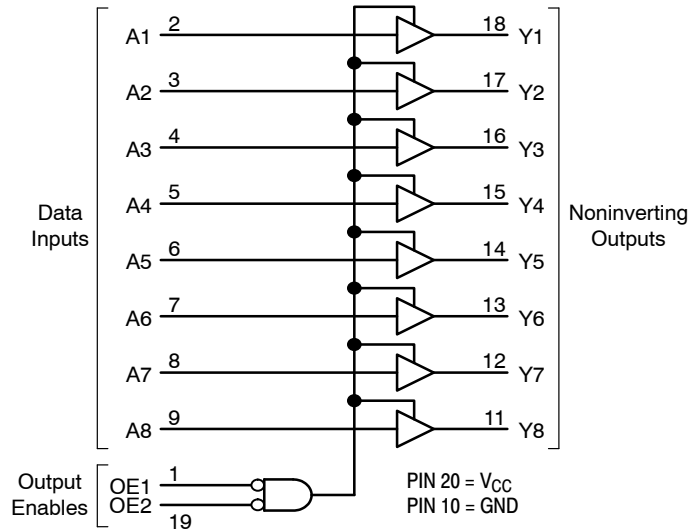 A1 2 18 Y1
A2 3 17 Y2
A3 4 16 Y3
A4 5 15 Y4
Data
Inputs
Noninverting
Outputs
A5 6 14 Y5
A6 7 13 Y6
A7 8 12 Y7
A8 9 11 Y8
Output
Enables
OE1 1
OE2 19
PIN 20 = VCC
PIN 10 = GND